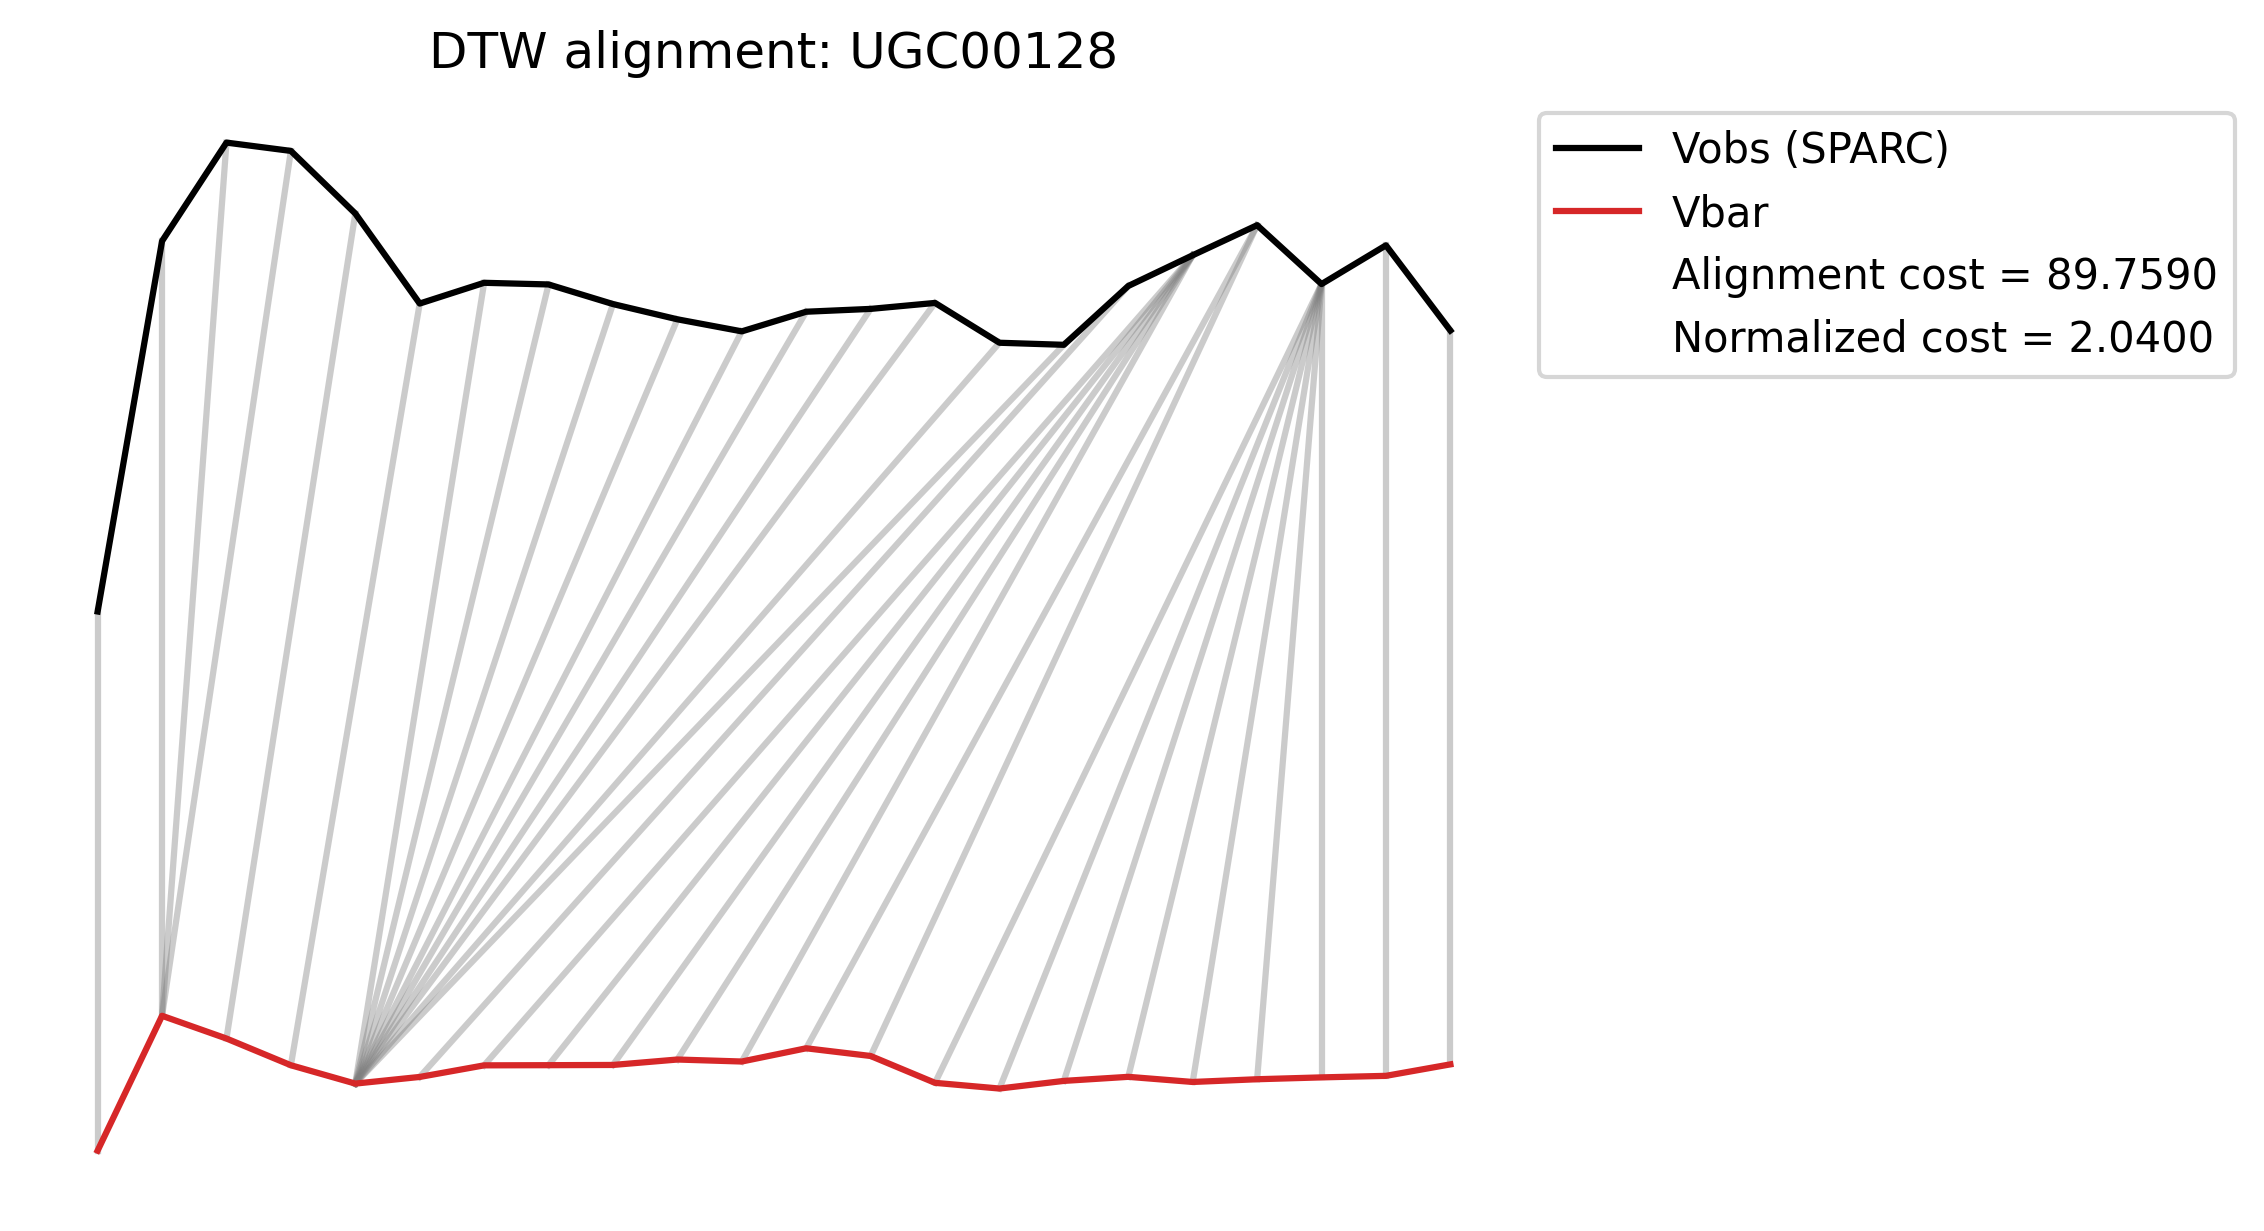 DTW alignment: UGC00128
Vobs (SPARC)
Vbar
Alignment cost = 89.7590
Normalized cost = 2.0400